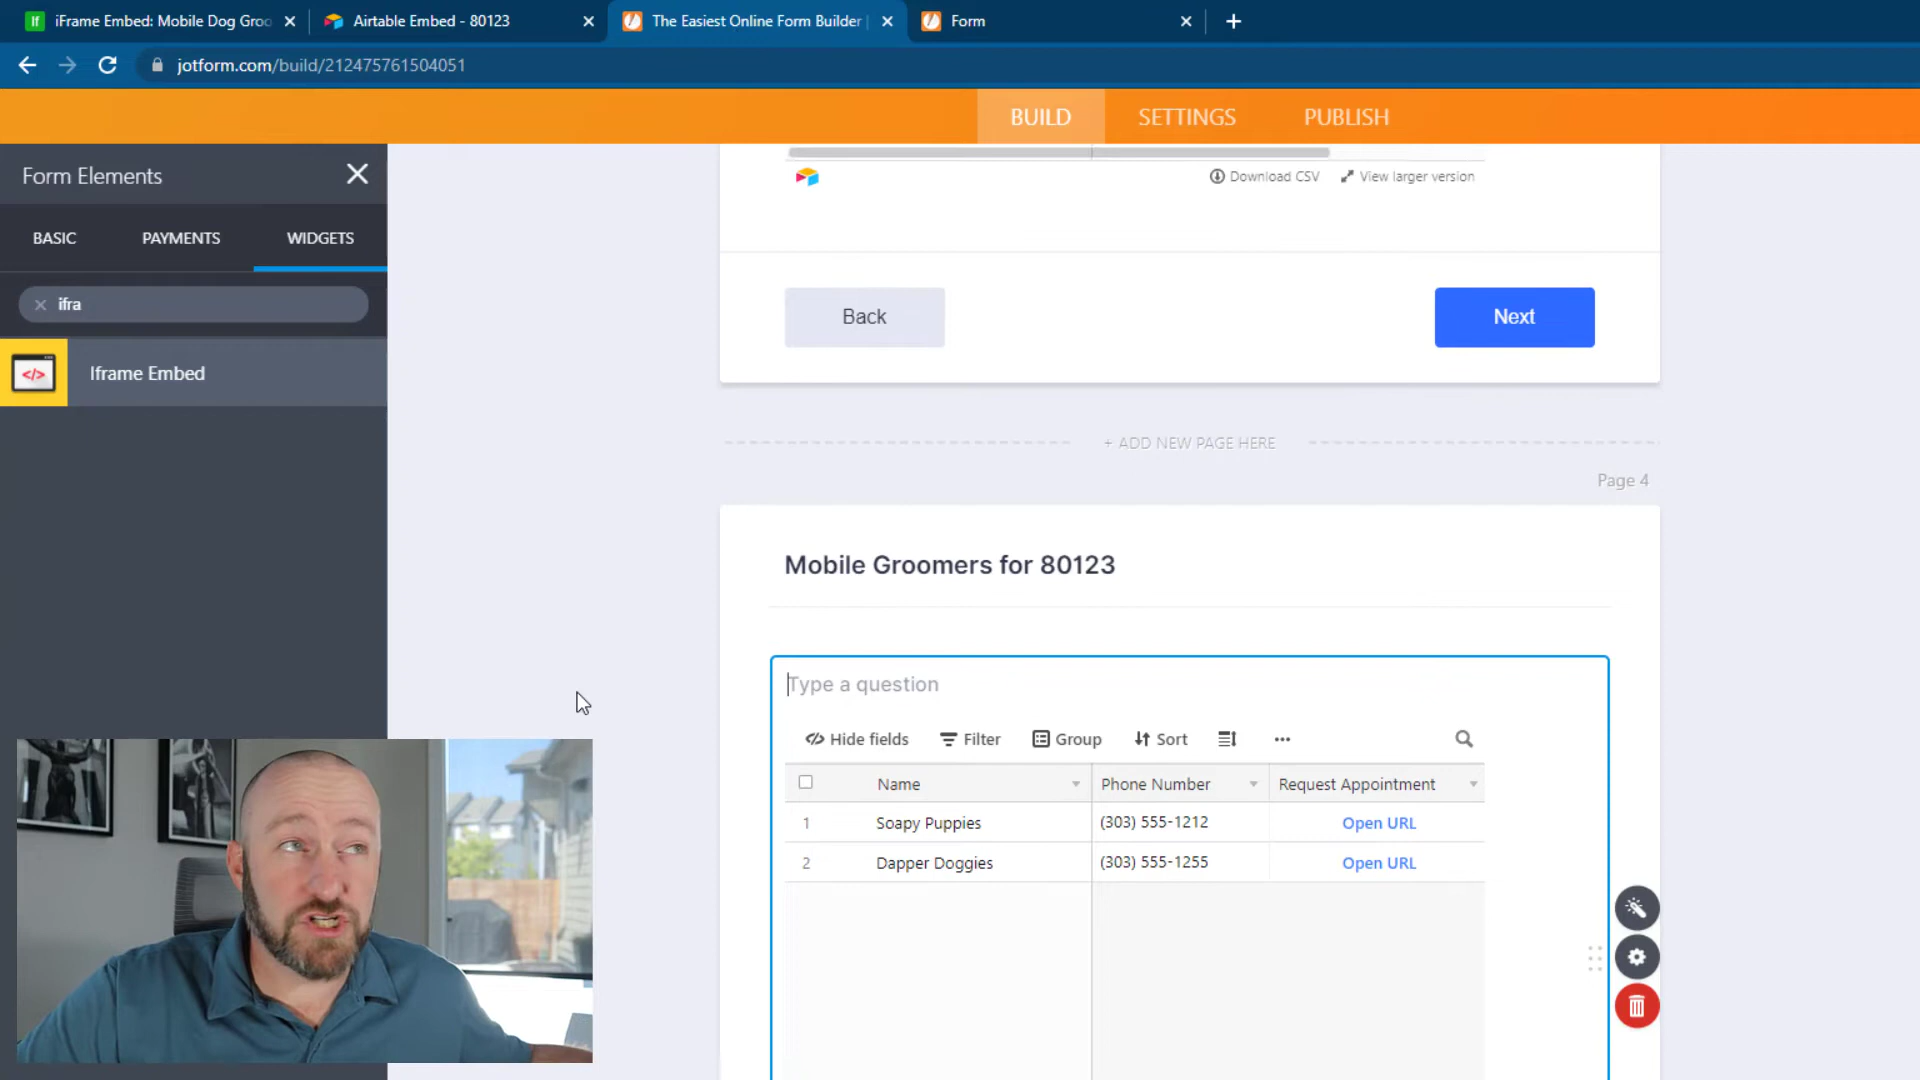 If
iFrame Embed: Mobile Dog Groo
Airtable Embed - 80123
The Easiest Online Form Builder
Form
jotform.com/build/212475761504051
BUILD
SETTINGS
PUBLISH
Form Elements
BASIC
PAYMENTS
WIDGETS
ifra
</>
Iframe Embed
Download CSV
View larger version
Back
Next
+ ADD NEW PAGE HERE
Page 4
Mobile Groomers for 80123
Type a question
Hide fields
Filter
Group
Sort
Name
Phone Number
Request Appointment
1 Soapy Puppies (303) 555-1212 Open URL
2 Dapper Doggies (303) 555-1255 Open URL